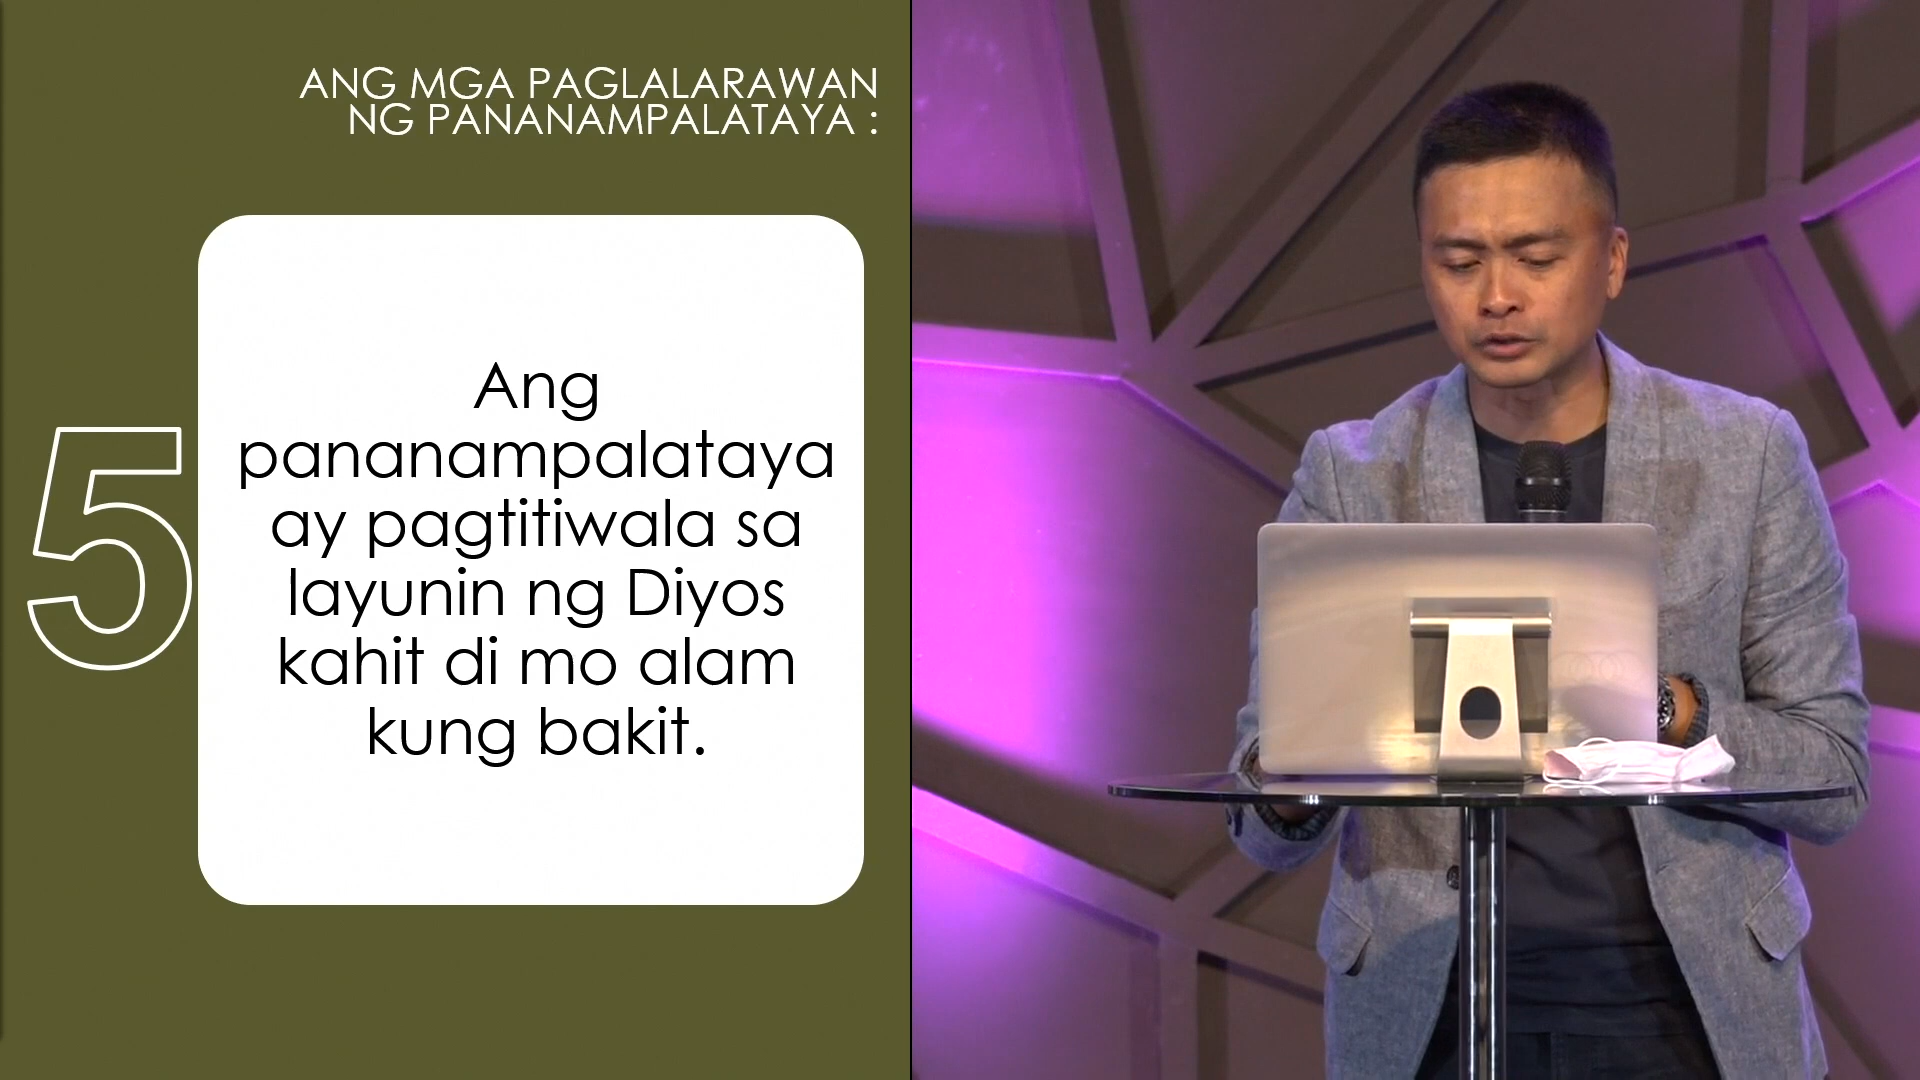 ANG MGA PAGLALARAWAN
NG PANANAMPALATAYA :
5
Ang
pananampalataya
ay pagtitiwala sa
layunin ng Diyos
kahit di mo alam
kung bakit.